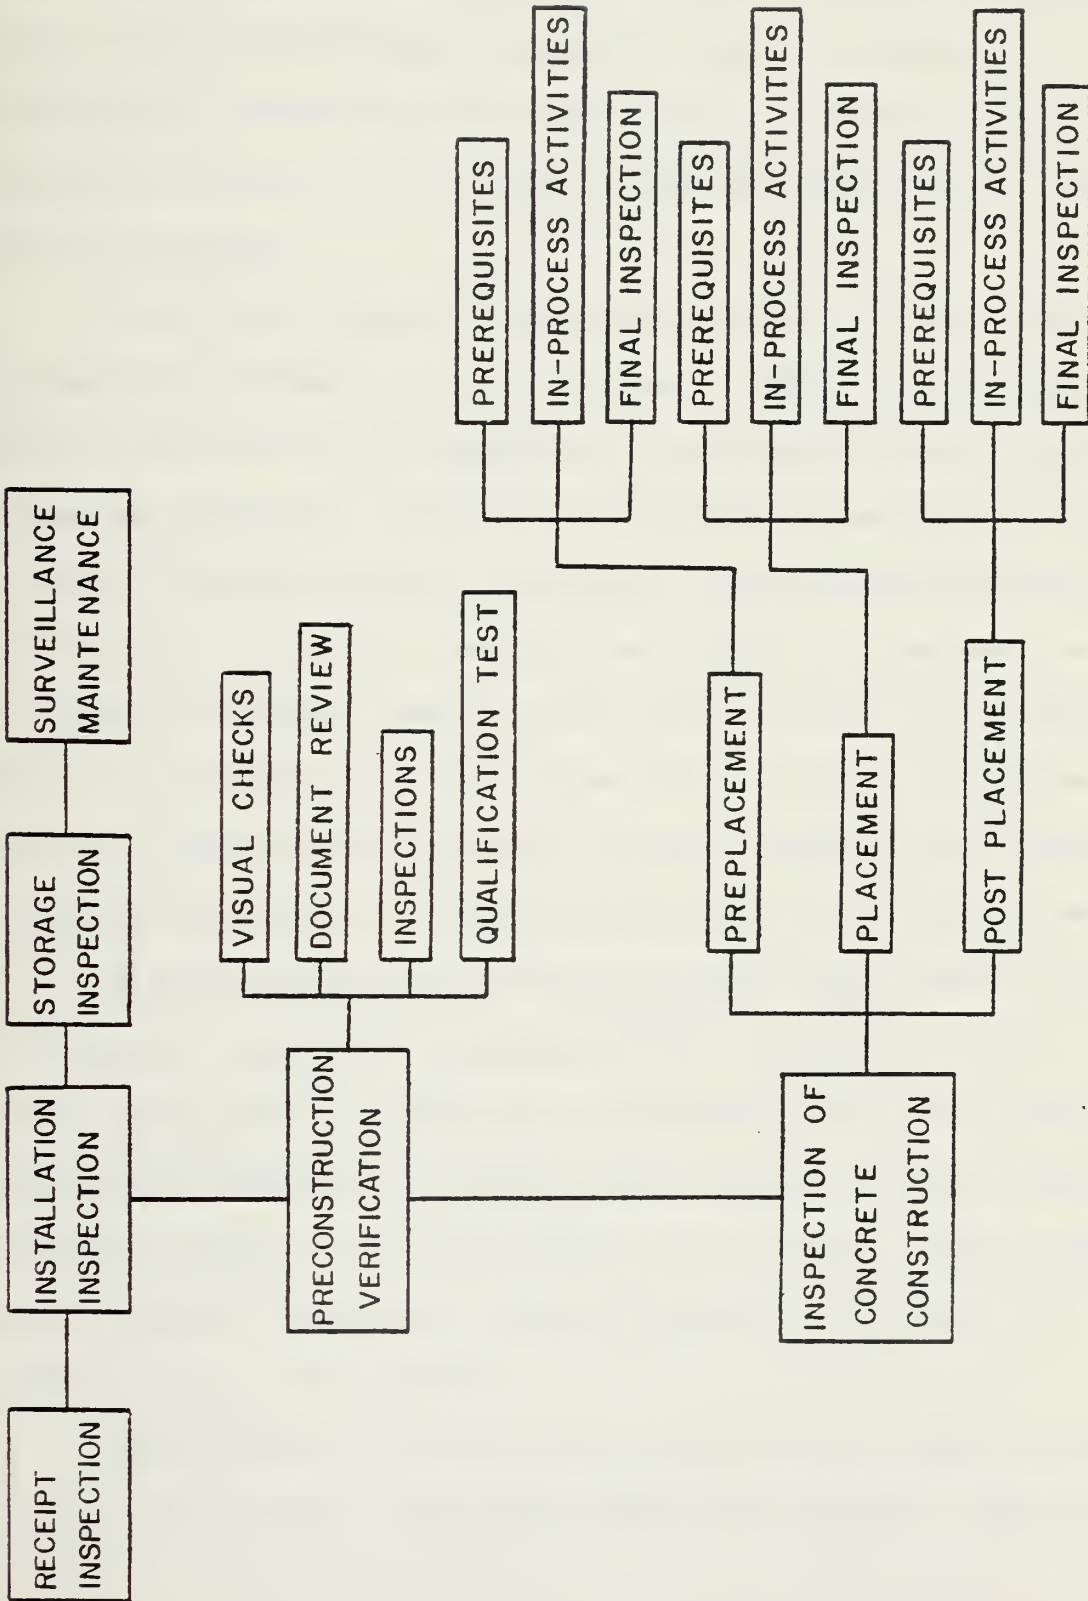 RECEIPT
INSPECTION
INSTALLATION
INSPECTION
STORAGE
INSPECTION
SURVEILLANCE
MAINTENANCE
PRECONSTRUCTION
VERIFICATION
VISUAL CHECKS
DOCUMENT REVIEW
INSPECTIONS
QUALIFICATION TEST
INSPECTION OF
CONCRETE
CONSTRUCTION
PREPLACEMENT
PREREQUISITES
IN-PROCESS ACTIVITIES
FINAL INSPECTION
PLACEMENT
PREREQUISITES
IN-PROCESS ACTIVITIES
FINAL INSPECTION
POST PLACEMENT
PREREQUISITES
IN-PROCESS ACTIVITIES
FINAL INSPECTION